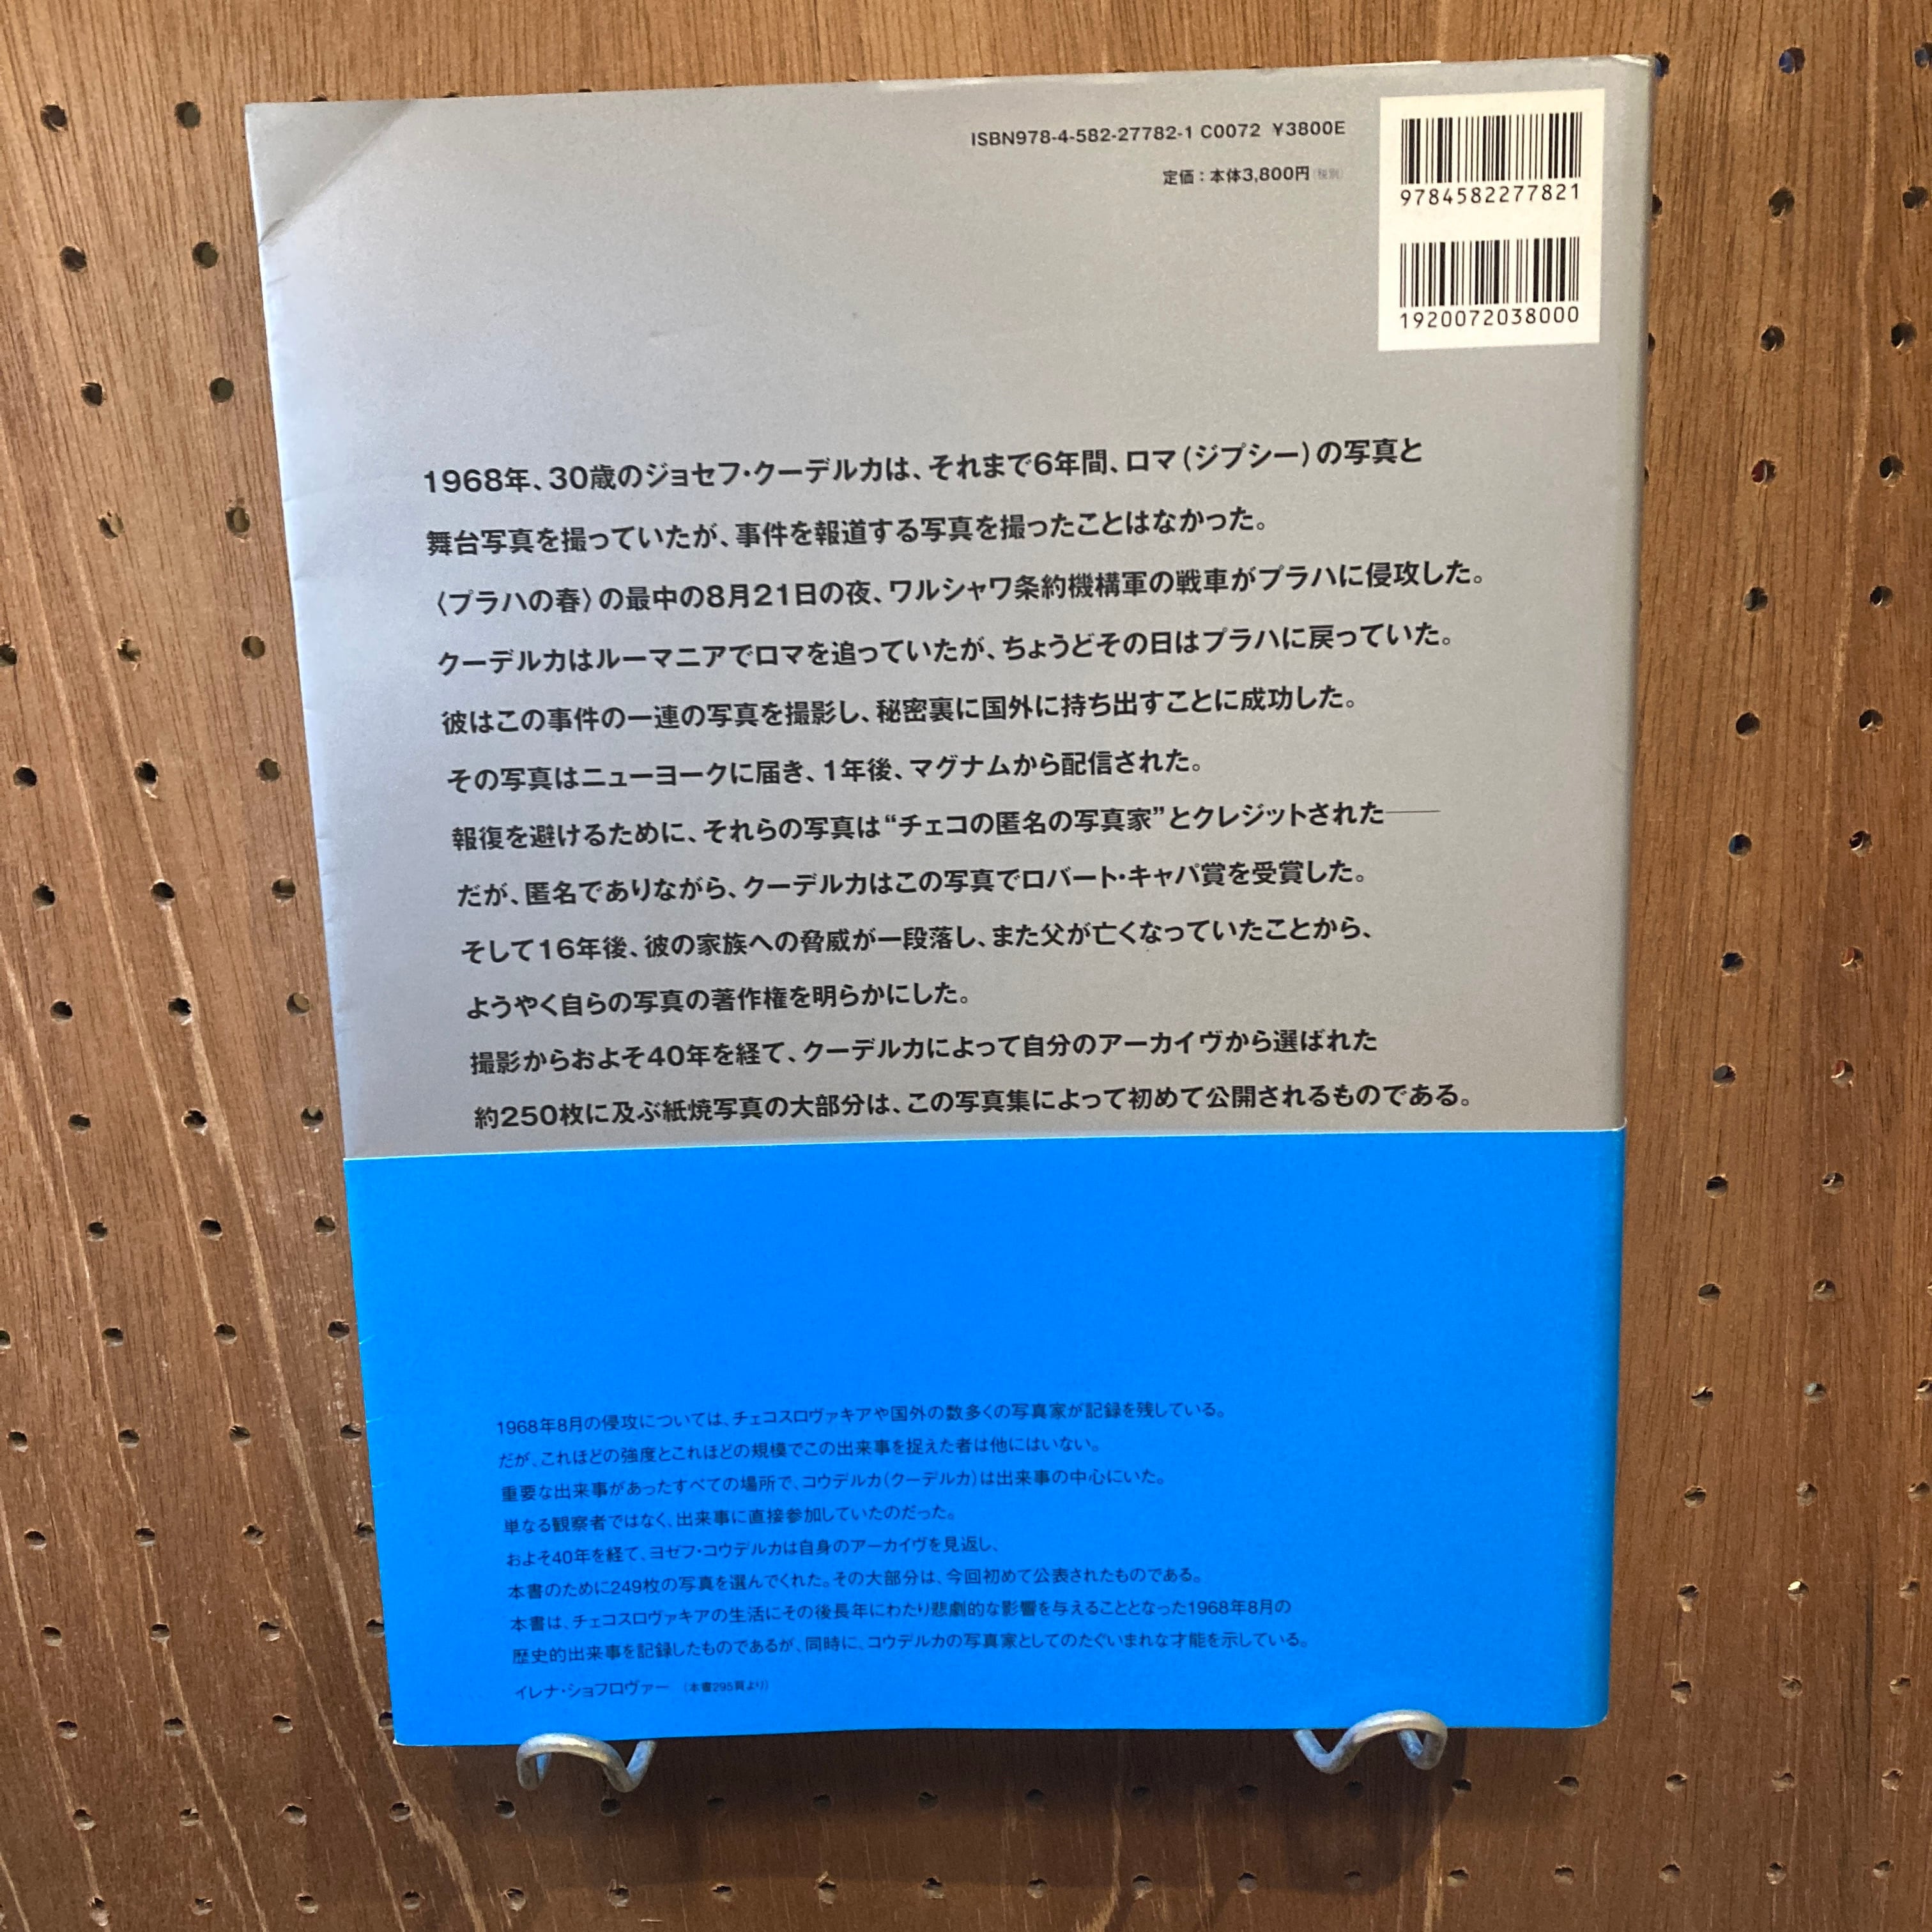 ISBN978-4-582-27782-1 C0072 ¥3800E
定価：本体3,800円（税別）
9784582277821
1920072038000
1968年、30歳のジョセフ・クーデルカは、それまで6年間、ロマ（ジプシー）の写真と
舞台写真を撮っていたが、事件を報道する写真を撮ったことはなかった。
〈プラハの春〉の最中の8月21日の夜、ワルシャワ条約機構軍の戦車がプラハに侵攻した。
クーデルカはルーマニアでロマを追っていたが、ちょうどその日はプラハに戻っていた。
彼はこの事件の一連の写真を撮影し、秘密裏に国外に持ち出すことに成功した。
その写真はニューヨークに届き、1年後、マグナムから配信された。
報復を避けるために、それらの写真は“チェコの匿名の写真家”とクレジットされた——
だが、匿名でありながら、クーデルカはこの写真でロバート・キャパ賞を受賞した。
そして16年後、彼の家族への脅威が一段落し、また父が亡くなっていたことから、
ようやく自らの写真の著作権を明らかにした。
撮影からおよそ40年を経て、クーデルカによって自分のアーカイヴから選ばれた
約250枚に及ぶ紙焼写真の大部分は、この写真集によって初めて公開されるものである。
1968年8月の侵攻については、チェコスロヴァキアや国外の数多くの写真家が記録を残している。
だが、これほどの強度とこれほどの規模でこの出来事を捉えた者は他にはいない。
重要な出来事があったすべての場所で、コウデルカ（クーデルカ）は出来事の中心にいた。
単なる観察者ではなく、出来事に直接参加していたのだった。
およそ40年を経て、ヨゼフ・コウデルカは自身のアーカイヴを見返し、
本書のために249枚の写真を選んでくれた。その大部分は、今回初めて公表されたものである。
本書は、チェコスロヴァキアの生活にその後長年にわたり悲劇的な影響を与えることとなった1968年8月の
歴史的出来事を記録したものであるが、同時に、コウデルカの写真家としてのたぐいまれな才能を示している。
イレナ・ショフロヴァー （本書295頁より）